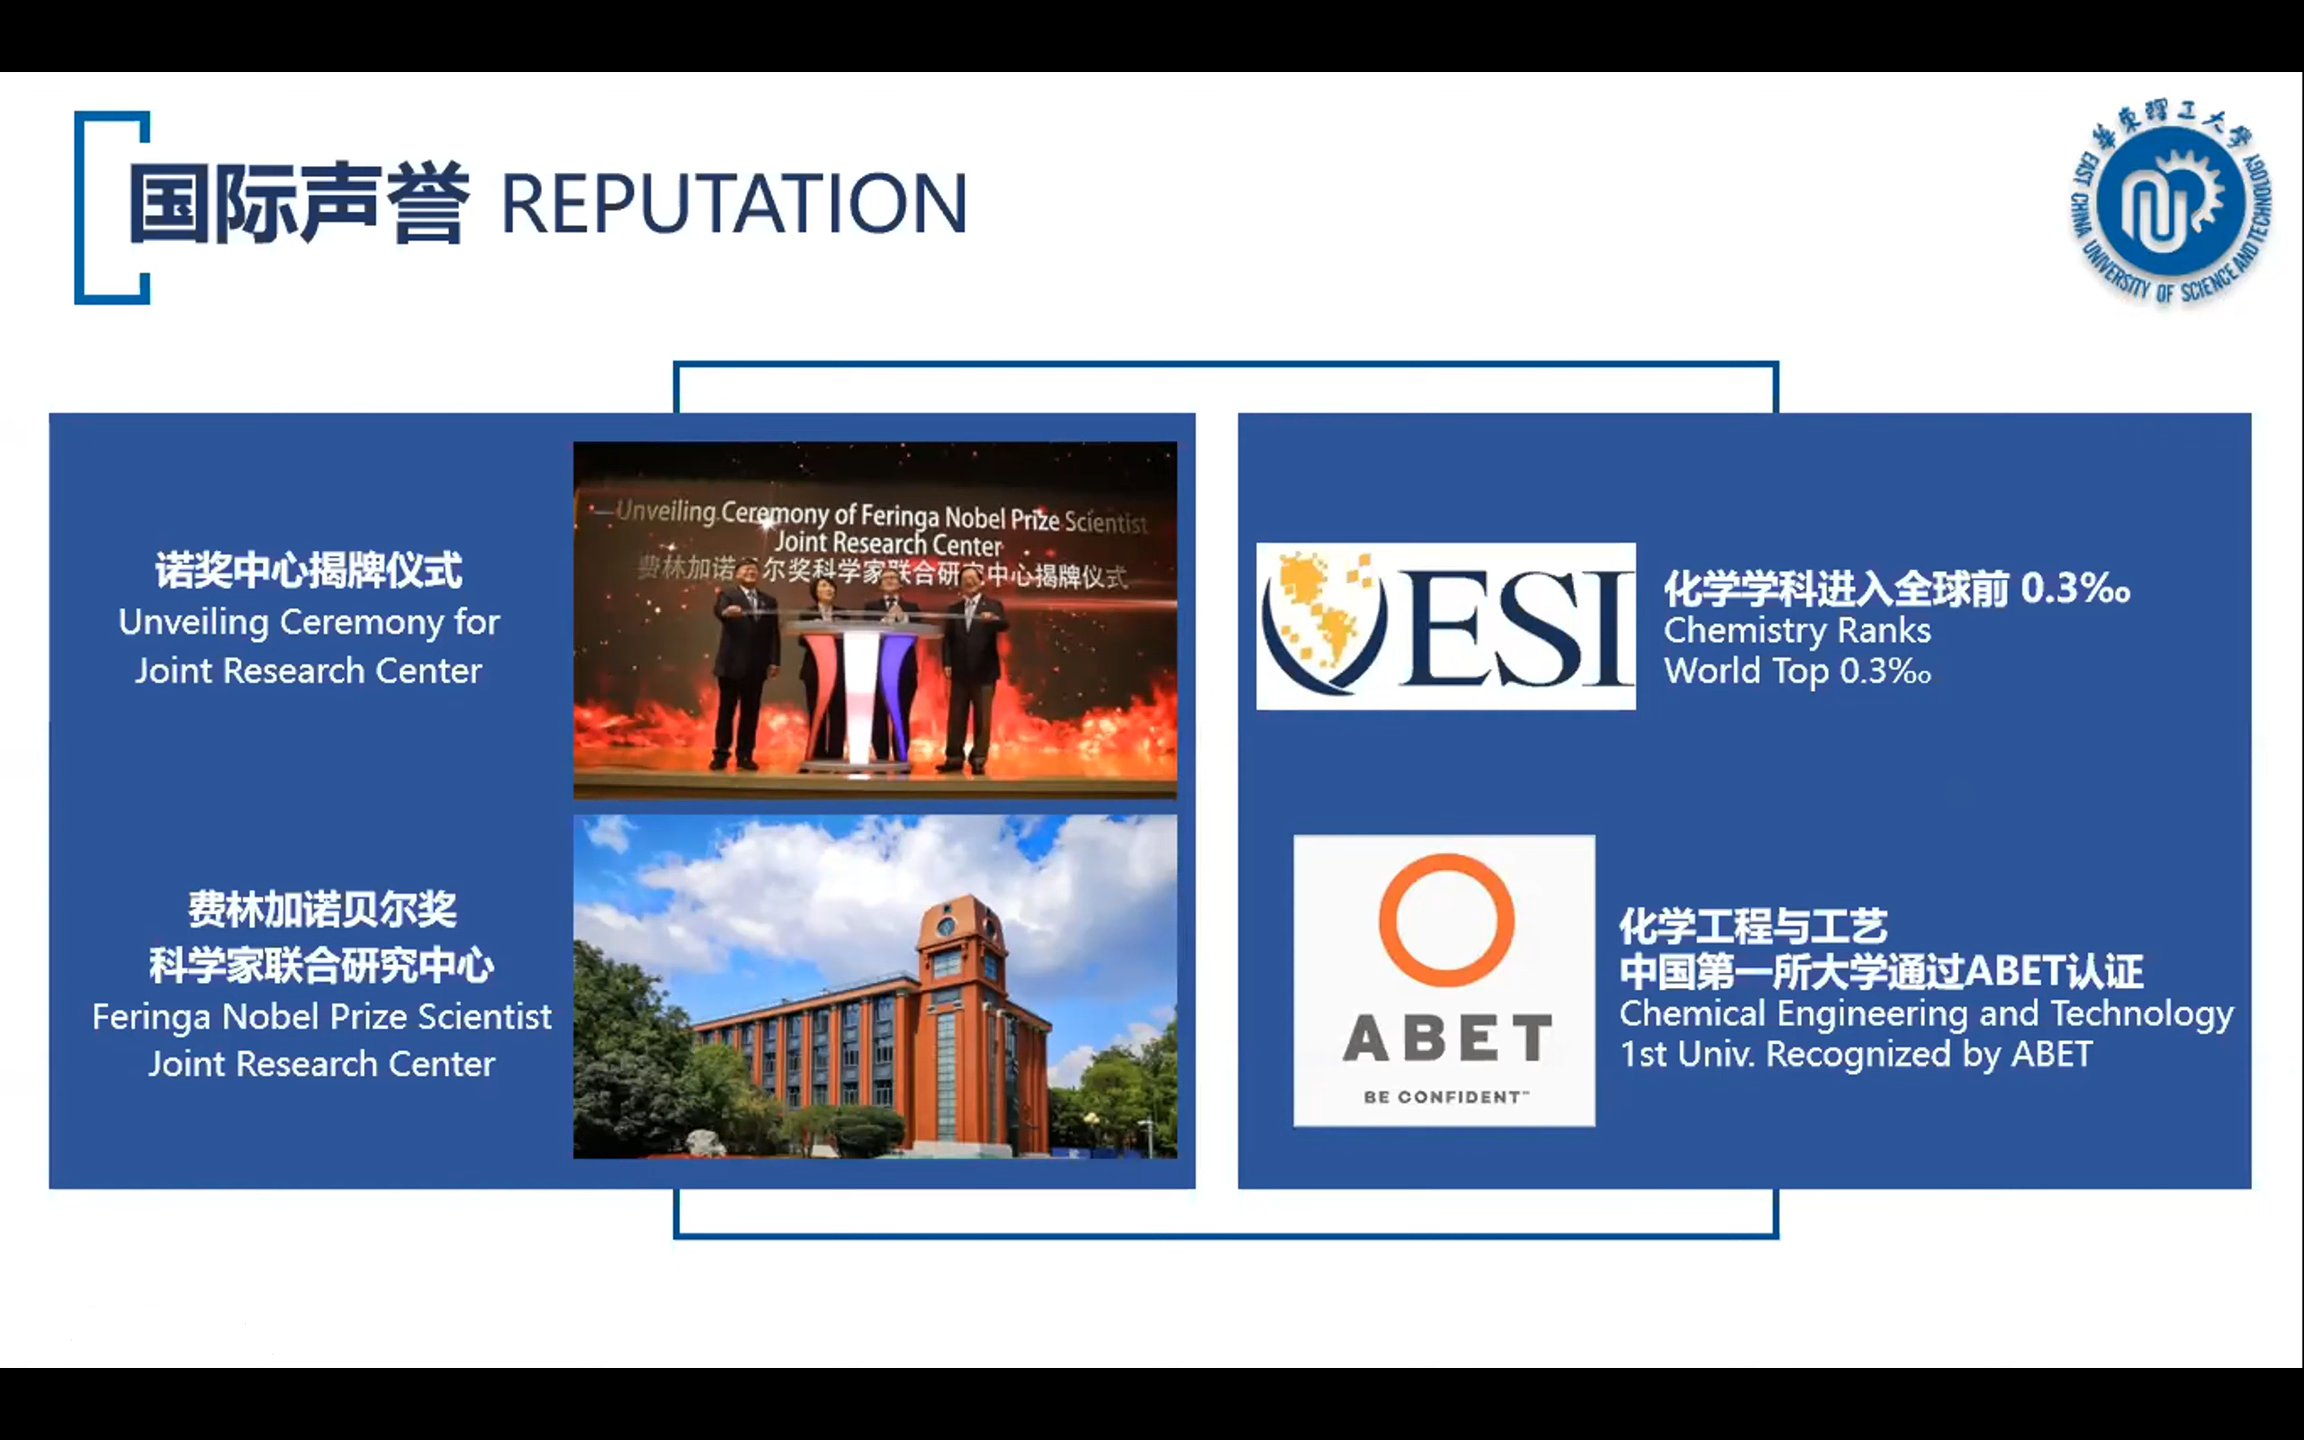 国际声誉 REPUTATION
華東理工大學
EAST CHINA UNIVERSITY OF SCIENCE AND TECHNOLOGY
诺奖中心揭牌仪式
Unveiling Ceremony for
Joint Research Center
Unveiling Ceremony of Feringa Nobel Prize Scientist
Joint Research Center
费林加诺贝尔奖科学家联合研究中心揭牌仪式
费林加诺贝尔奖
科学家联合研究中心
Feringa Nobel Prize Scientist
Joint Research Center
ESI
化学学科进入全球前 0.3‰
Chemistry Ranks
World Top 0.3‰
ABET
BE CONFIDENT™
化学工程与工艺
中国第一所大学通过ABET认证
Chemical Engineering and Technology
1st Univ. Recognized by ABET